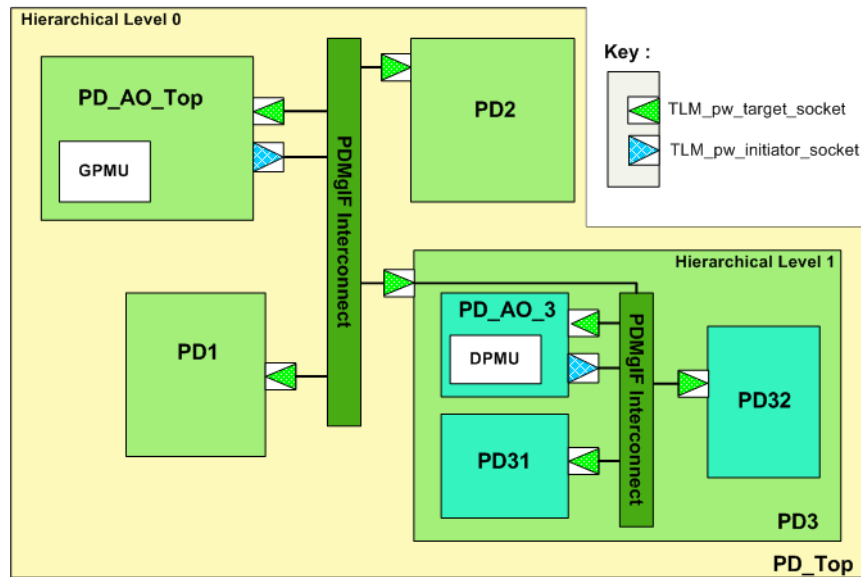 Hierarchical Level 0
PD_AO_Top
GPMU
PDMgIF Interconnect
PD2
Key :
TLM_pw_target_socket
TLM_pw_initiator_socket
PD1
Hierarchical Level 1
PD_AO_3
DPMU
PDMgIF Interconnect
PD32
PD31
PD3
PD_Top